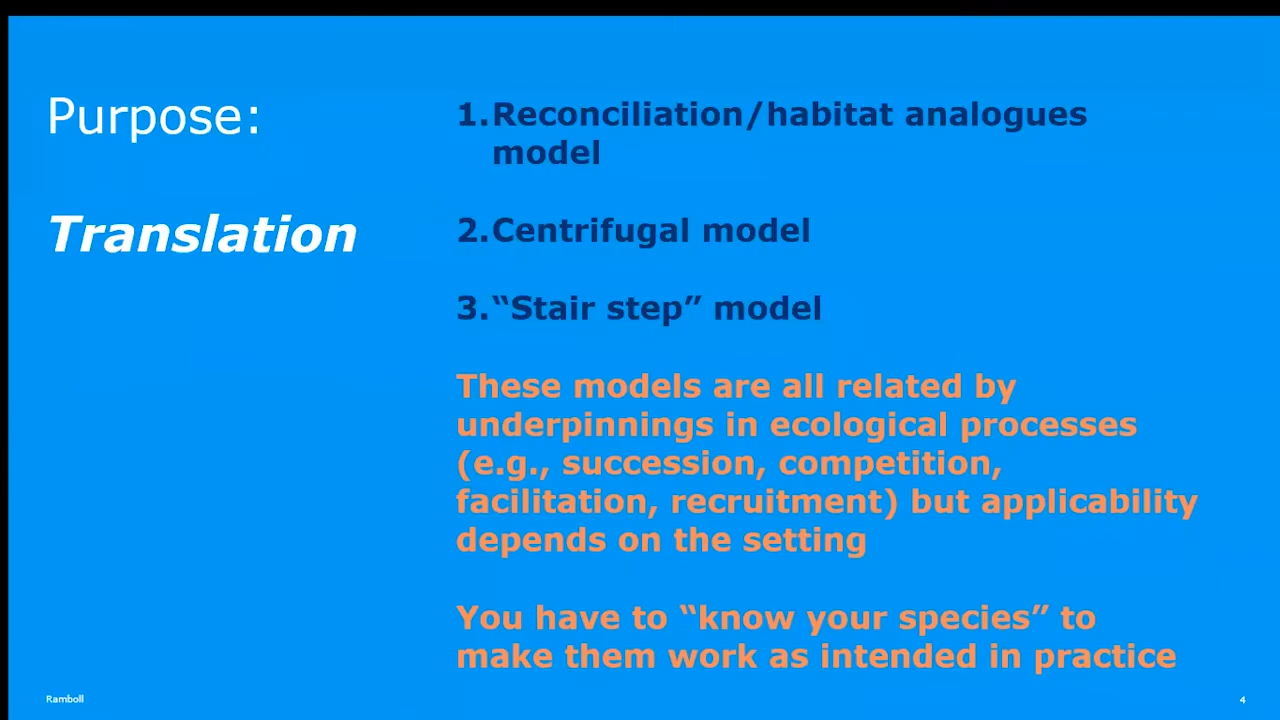 Purpose:
Translation
1.Reconciliation/habitat analogues
model
2.Centrifugal model
3.“Stair step” model
These models are all related by
underpinnings in ecological processes
(e.g., succession, competition,
facilitation, recruitment) but applicability
depends on the setting
You have to “know your species” to
make them work as intended in practice
Ramboll
4